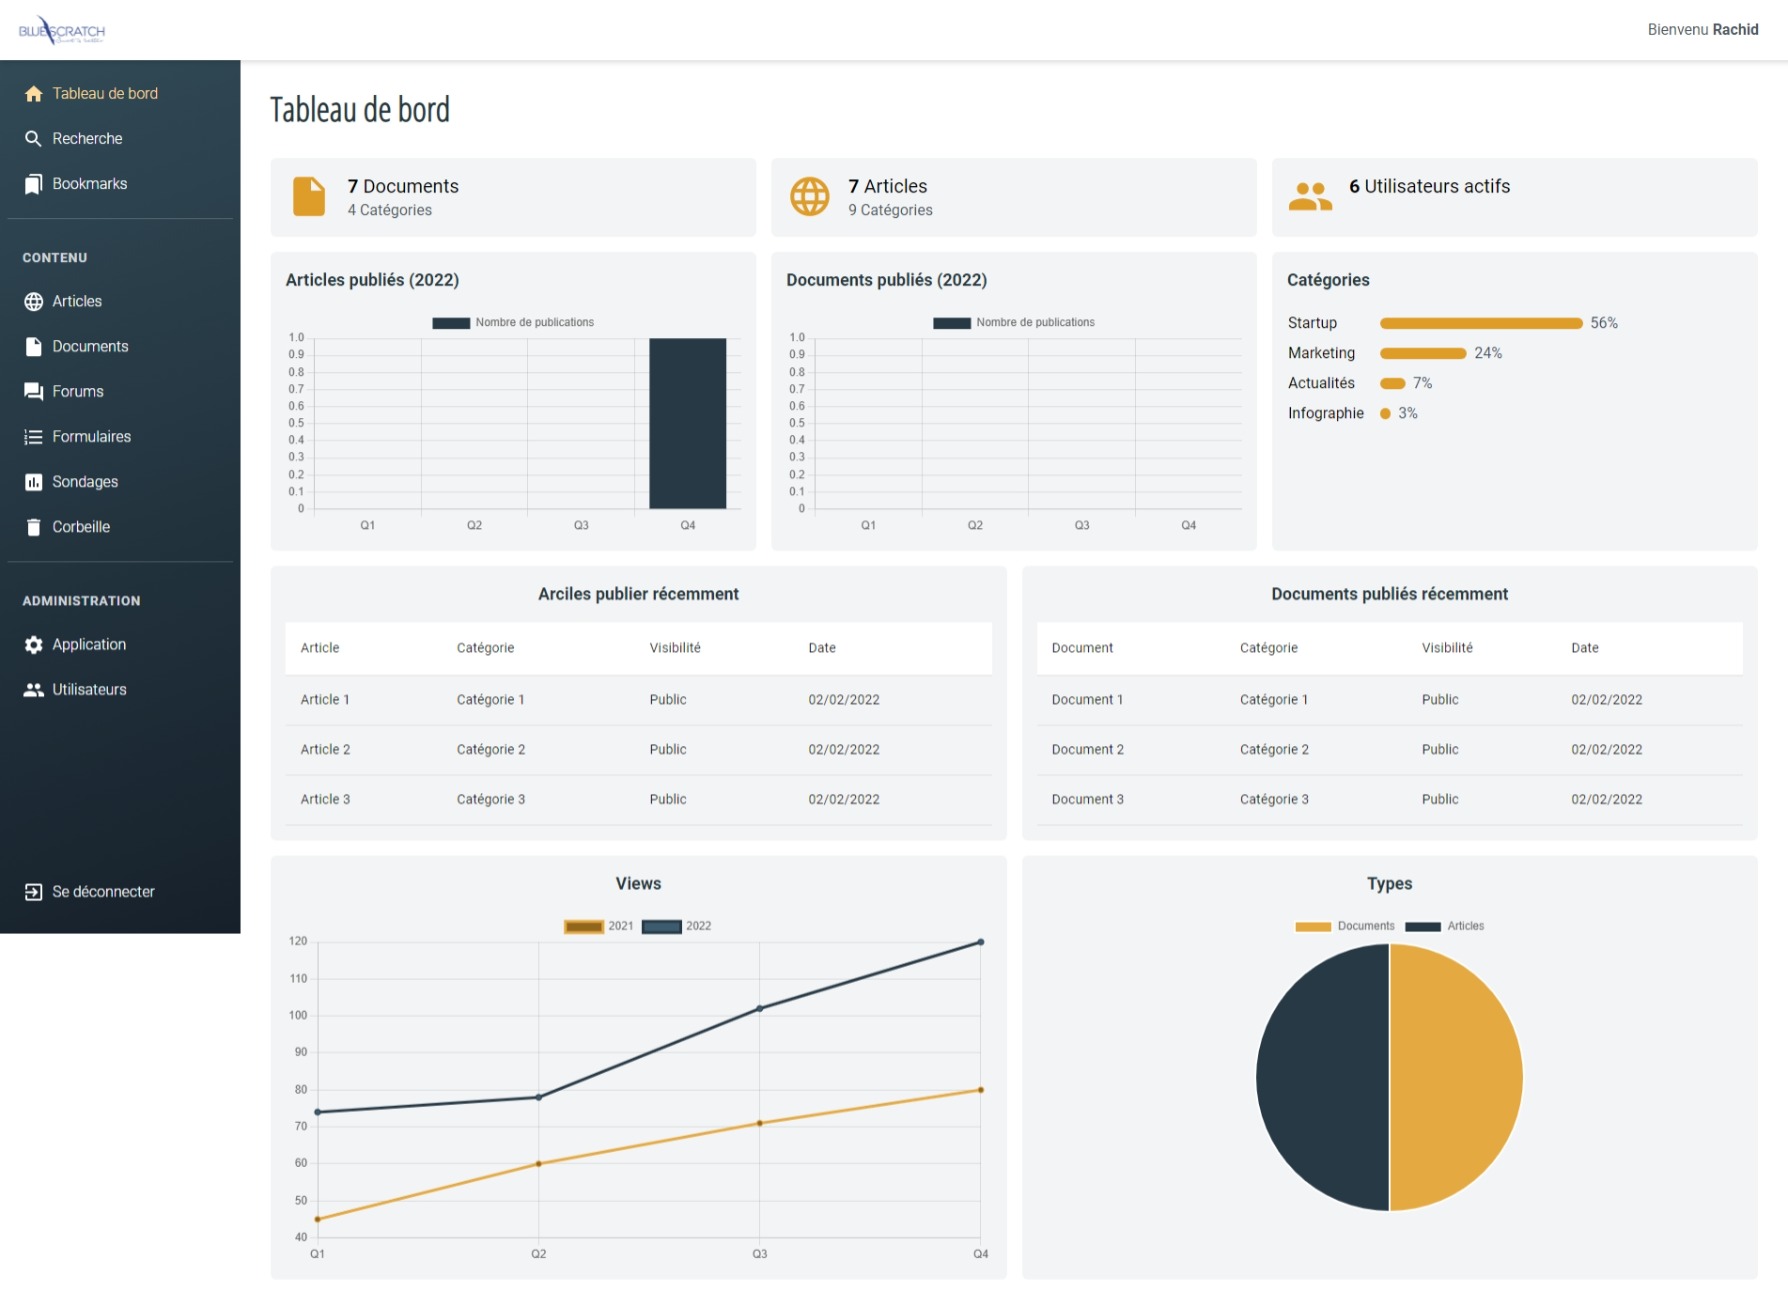 BLUESCRATCH
Bienvenu Rachid
Tableau de bord
Recherche
Bookmarks
CONTENU
Articles
Documents
Forums
Formulaires
Sondages
Corbeille
ADMINISTRATION
Application
Utilisateurs
Se déconnecter
Tableau de bord
7 Documents
4 Catégories
7 Articles
9 Catégories
6 Utilisateurs actifs
Articles publiés (2022)
Nombre de publications
1.0
0.9
0.8
0.7
0.6
0.5
0.4
0.3
0.2
0.1
0
Q1 Q2 Q3 Q4
Documents publiés (2022)
Nombre de publications
1.0
0.9
0.8
0.7
0.6
0.5
0.4
0.3
0.2
0.1
0
Q1 Q2 Q3 Q4
Catégories
Startup 56%
Marketing 24%
Actualités 7%
Infographie 3%
Arciles publier récemment
Article Catégorie Visibilité Date
Article 1 Catégorie 1 Public 02/02/2022
Article 2 Catégorie 2 Public 02/02/2022
Article 3 Catégorie 3 Public 02/02/2022
Documents publiés récemment
Document Catégorie Visibilité Date
Document 1 Catégorie 1 Public 02/02/2022
Document 2 Catégorie 2 Public 02/02/2022
Document 3 Catégorie 3 Public 02/02/2022
Views
2021 2022
120
110
100
90
80
70
60
50
40
Q1 Q2 Q3 Q4
Types
Documents Articles